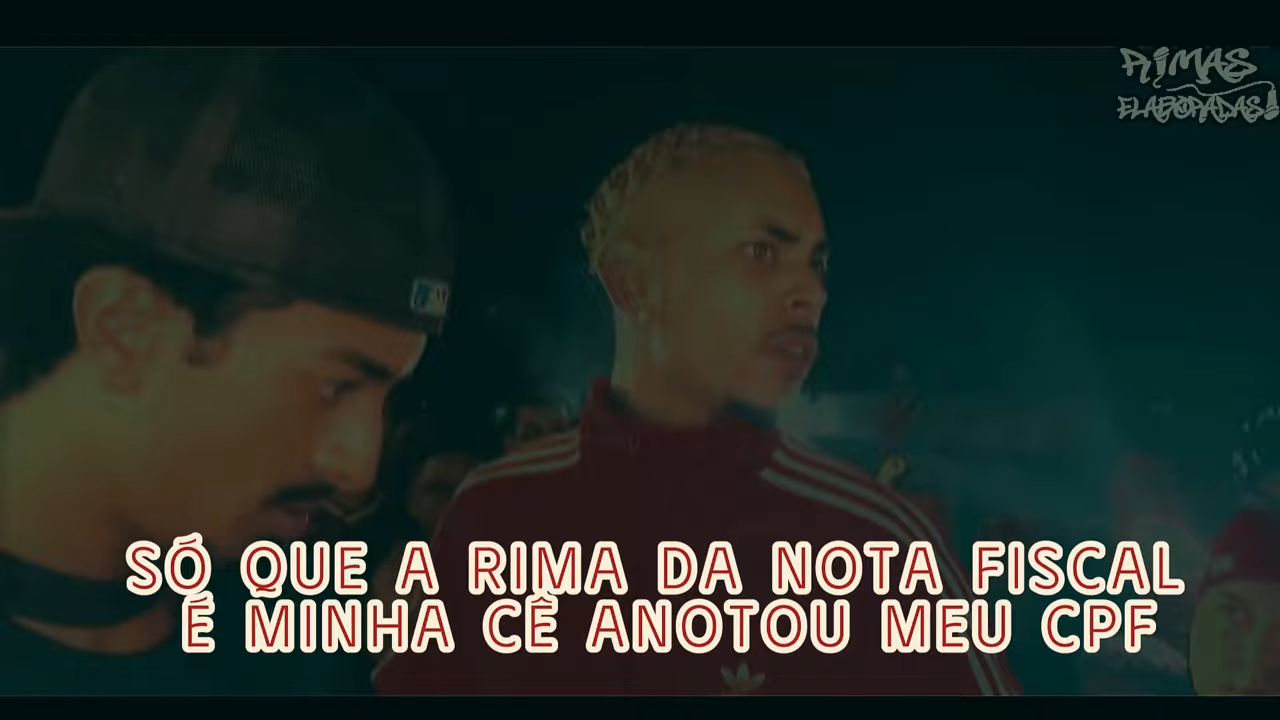 RIMAS
ELABORADAS!
SÓ QUE A RIMA DA NOTA FISCAL
É MINHA CÊ ANOTOU MEU CPF